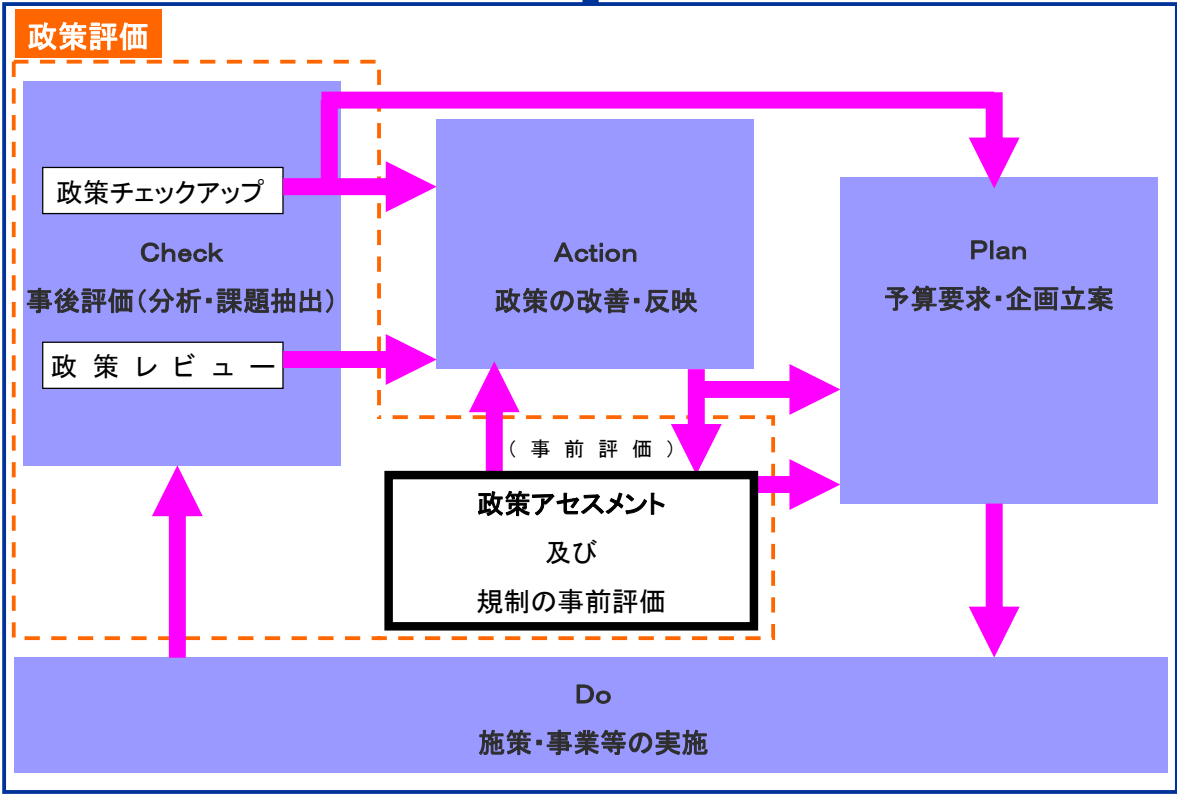 政策評価
政策チェックアップ
Check
事後評価(分析・課題抽出)
政策レビュー
Action
政策の改善・反映
Plan
予算要求・企画立案
(事前評価)
政策アセスメント
及び
規制の事前評価
Do
施策・事業等の実施